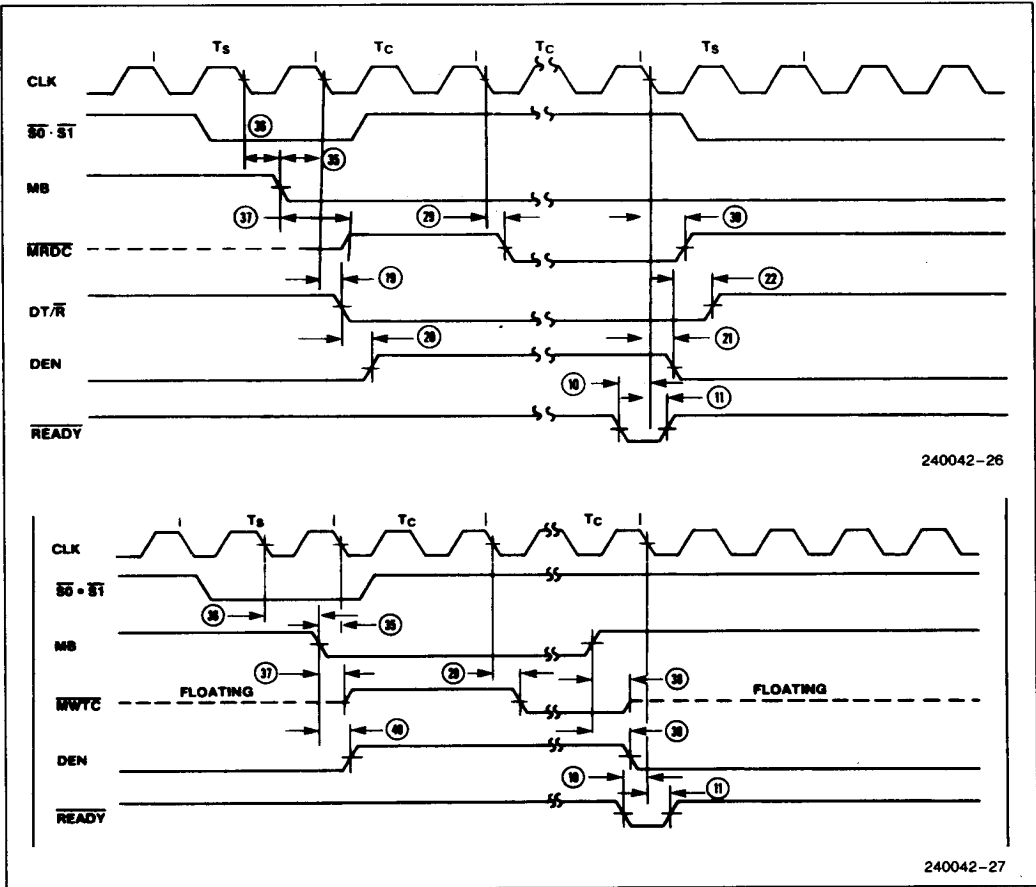 Ts Tc Tc Ts
CLK
S0 · S1
36
35
MB
37 29 30
MRDC
19 22
DT/R
20 21
DEN
10 11
READY
240042–26
Ts Tc Tc
CLK
S0 • S1
36 35
MB
37 29 38
FLOATING FLOATING
MWTC
40
DEN
10 11
READY
240042–27